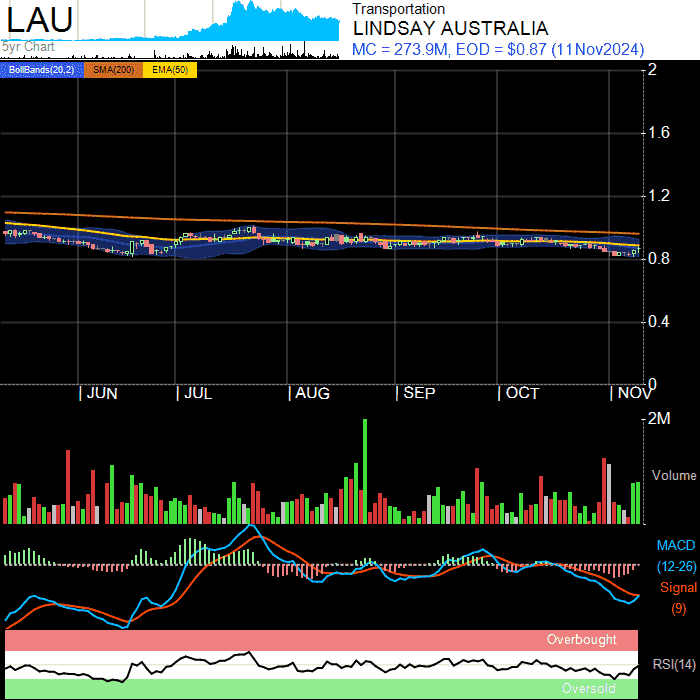 LAU
5yr Chart
Transportation
LINDSAY AUSTRALIA
MC = 273.9M, EOD = $0.87 (11Nov2024)
BollBands(20,2) SMA(200) EMA(50)
2
1.6
1.2
0.8
0.4
0
JUN JUL AUG SEP OCT NOV
2M
Volume
MACD
(12-26)
Signal
(9)
Overbought
RSI(14)
Oversold